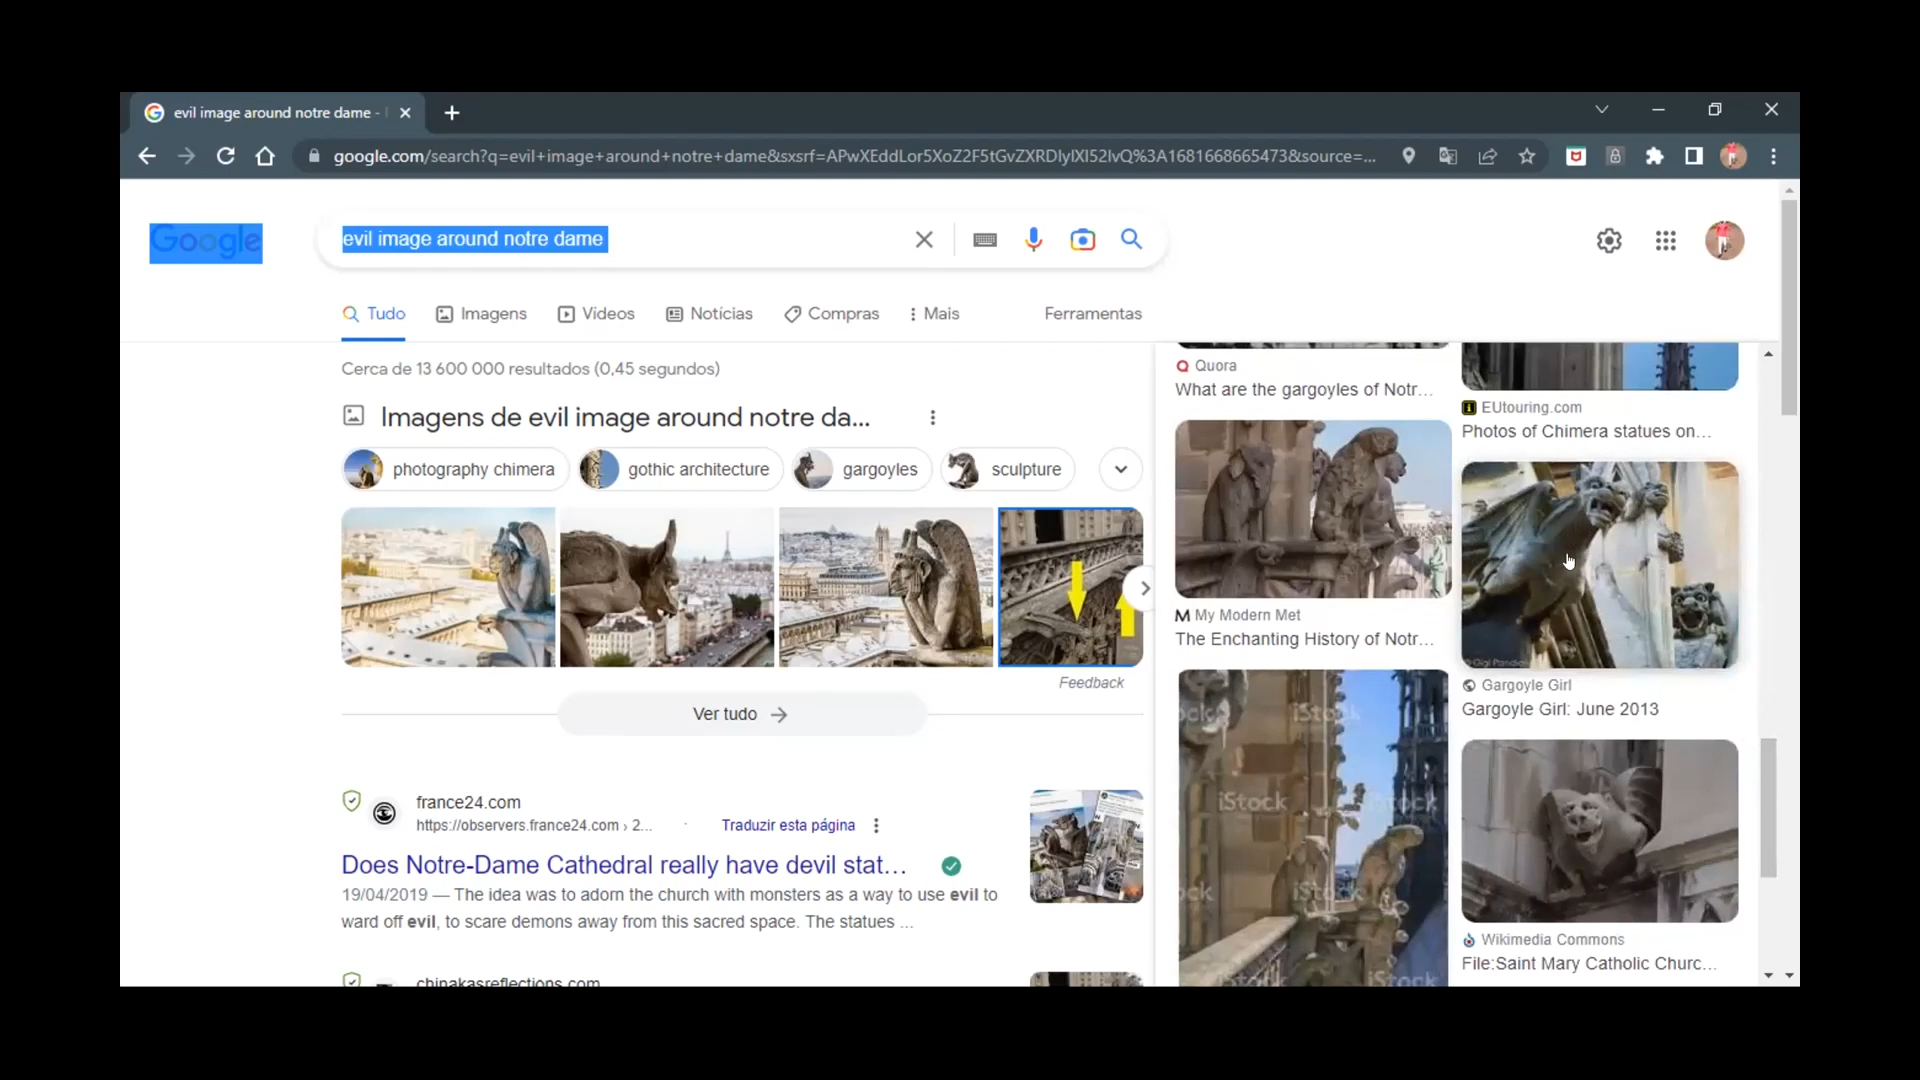 evil image around notre dame -
google.com/search?q=evil+image+around+notre+dame&sxsrf=APwXEddLor5XoZ2F5tGvZXRDIyIXI52IvQ%3A1681668665473&source=...
Google
evil image around notre dame
Tudo
Imagens
Vídeos
Notícias
Compras
Mais
Ferramentas
Cerca de 13 600 000 resultados (0,45 segundos)
Imagens de evil image around notre da...
photography chimera
gothic architecture
gargoyles
sculpture
Feedback
Ver tudo
france24.com
https://observers.france24.com › 2...
Traduzir esta página
Does Notre-Dame Cathedral really have devil stat...
19/04/2019 — The idea was to adorn the church with monsters as a way to use evil to
ward off evil, to scare demons away from this sacred space. The statues ...
chinakasreflections.com
Quora
What are the gargoyles of Notr...
My Modern Met
The Enchanting History of Notr...
iStock
iStock
iStock
iStock
iStock
iStock
EUtouring.com
Photos of Chimera statues on...
Gargoyle Girl
Gargoyle Girl: June 2013
Wikimedia Commons
File:Saint Mary Catholic Churc...